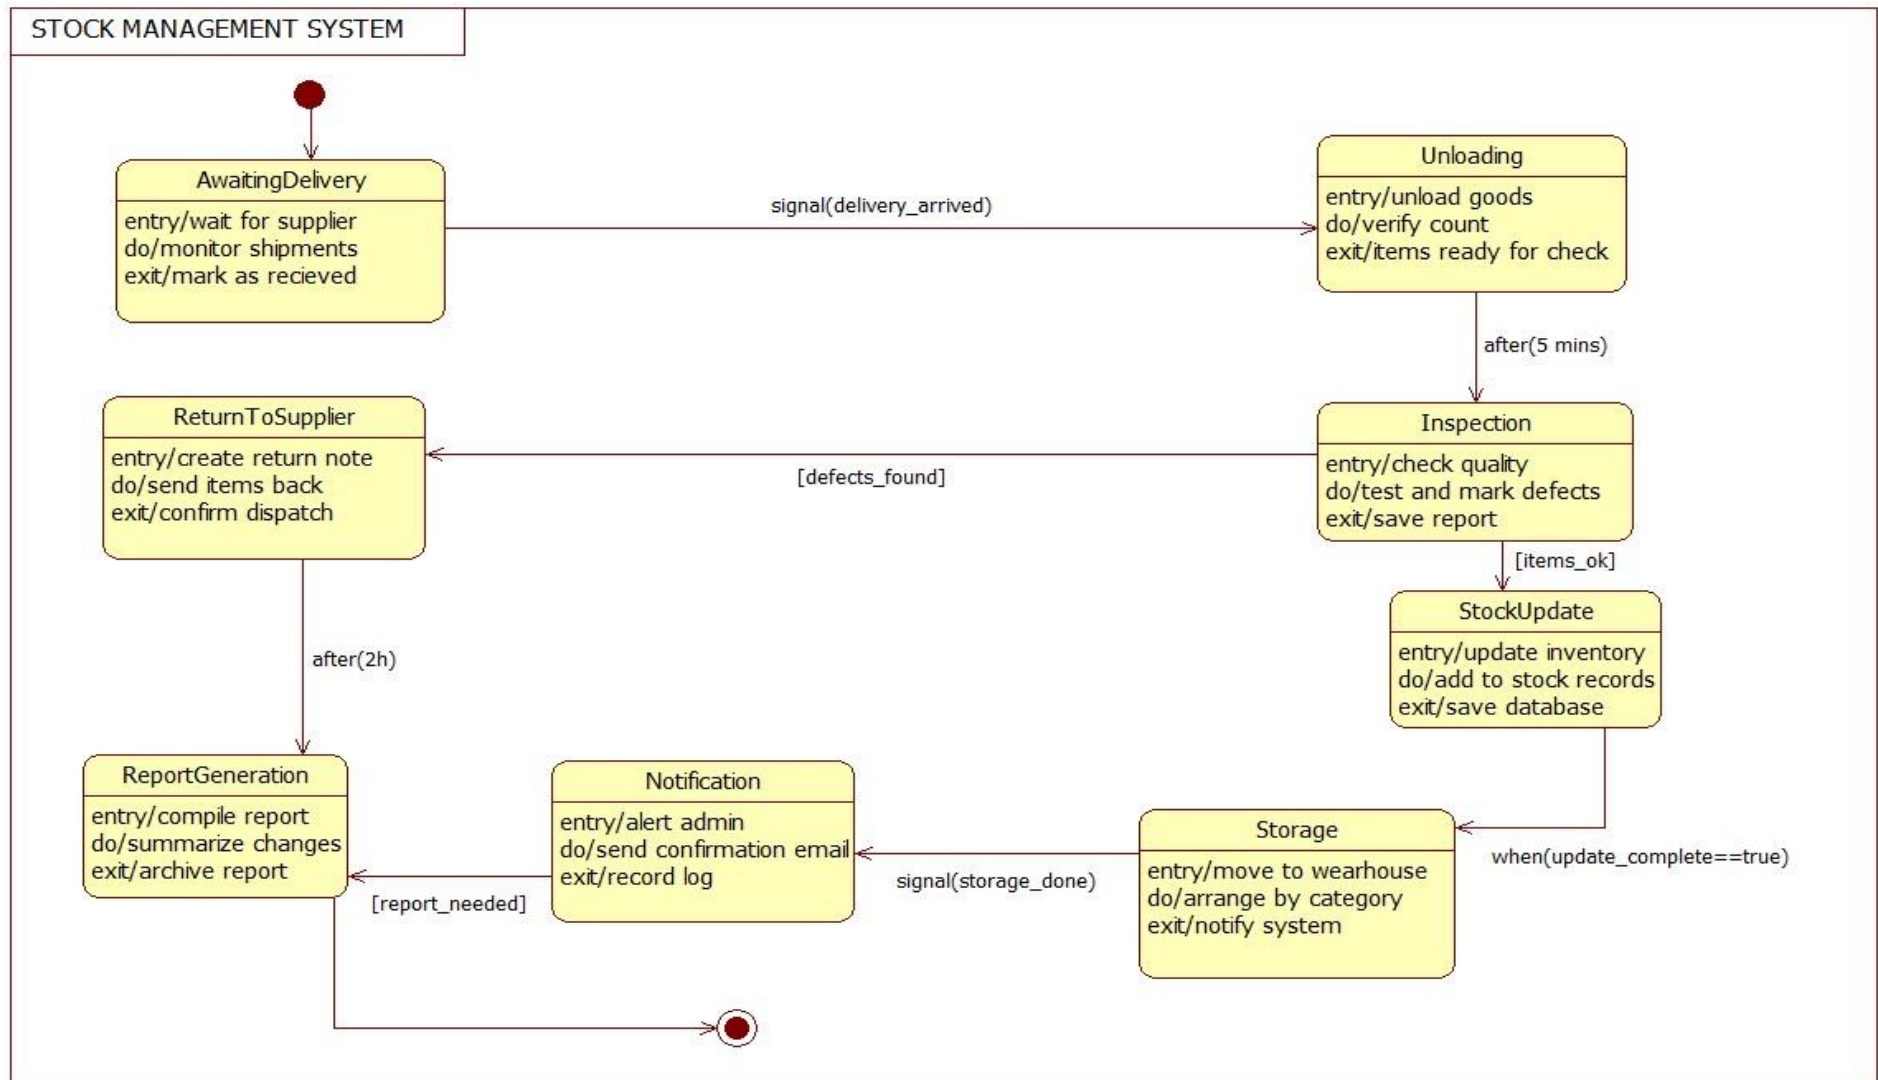 STOCK MANAGEMENT SYSTEM
AwaitingDelivery
entry/wait for supplier
do/monitor shipments
exit/mark as recieved
signal(delivery_arrived)
Unloading
entry/unload goods
do/verify count
exit/items ready for check
after(5 mins)
ReturnToSupplier
entry/create return note
do/send items back
exit/confirm dispatch
[defects_found]
Inspection
entry/check quality
do/test and mark defects
exit/save report
[items_ok]
StockUpdate
entry/update inventory
do/add to stock records
exit/save database
after(2h)
ReportGeneration
entry/compile report
do/summarize changes
exit/archive report
[report_needed]
Notification
entry/alert admin
do/send confirmation email
exit/record log
signal(storage_done)
Storage
entry/move to wearhouse
do/arrange by category
exit/notify system
when(update_complete==true)